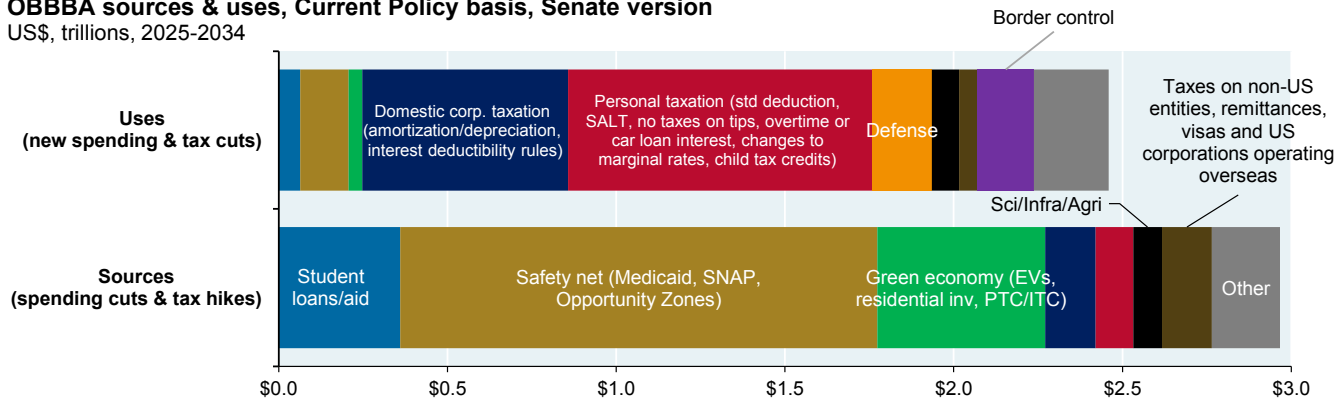 OBBBA sources & uses, Current Policy basis, Senate version
US$, trillions, 2025-2034
Border control
Uses
(new spending & tax cuts)
Domestic corp. taxation
(amortization/depreciation,
interest deductibility rules)
Personal taxation (std deduction,
SALT, no taxes on tips, overtime or
car loan interest, changes to
marginal rates, child tax credits)
Defense
Taxes on non-US
entities, remittances,
visas and US
corporations operating
overseas
Sci/Infra/Agri
Sources
(spending cuts & tax hikes)
Student
loans/aid
Safety net (Medicaid, SNAP,
Opportunity Zones)
Green economy (EVs,
residential inv, PTC/ITC)
Other
$0.0
$0.5
$1.0
$1.5
$2.0
$2.5
$3.0